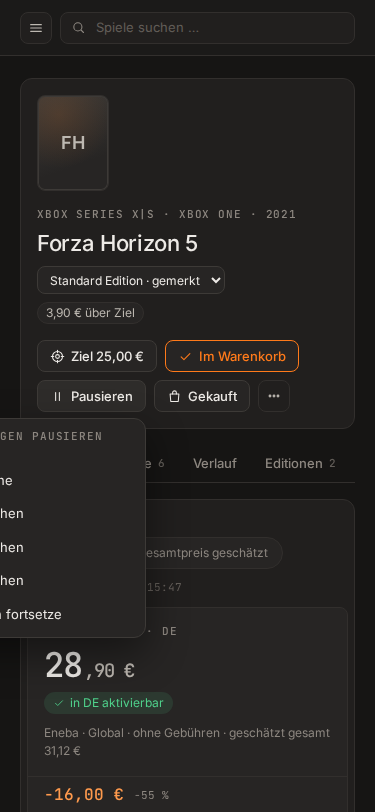 Spiele suchen ...
FH
XBOX SERIES X|S · XBOX ONE · 2021
Forza Horizon 5
Standard Edition · gemerkt
3,90 € über Ziel
Ziel 25,00 € Im Warenkorb
Pausieren Gekauft
GEN PAUSIEREN
6 Verlauf Editionen 2
hen
hen
esamtpreis geschätzt
hen
15:47
fortsetze
· DE
28,90 €
in DE aktivierbar
Eneba · Global · ohne Gebühren · geschätzt gesamt
31,12 €
-16,00 € -55 %